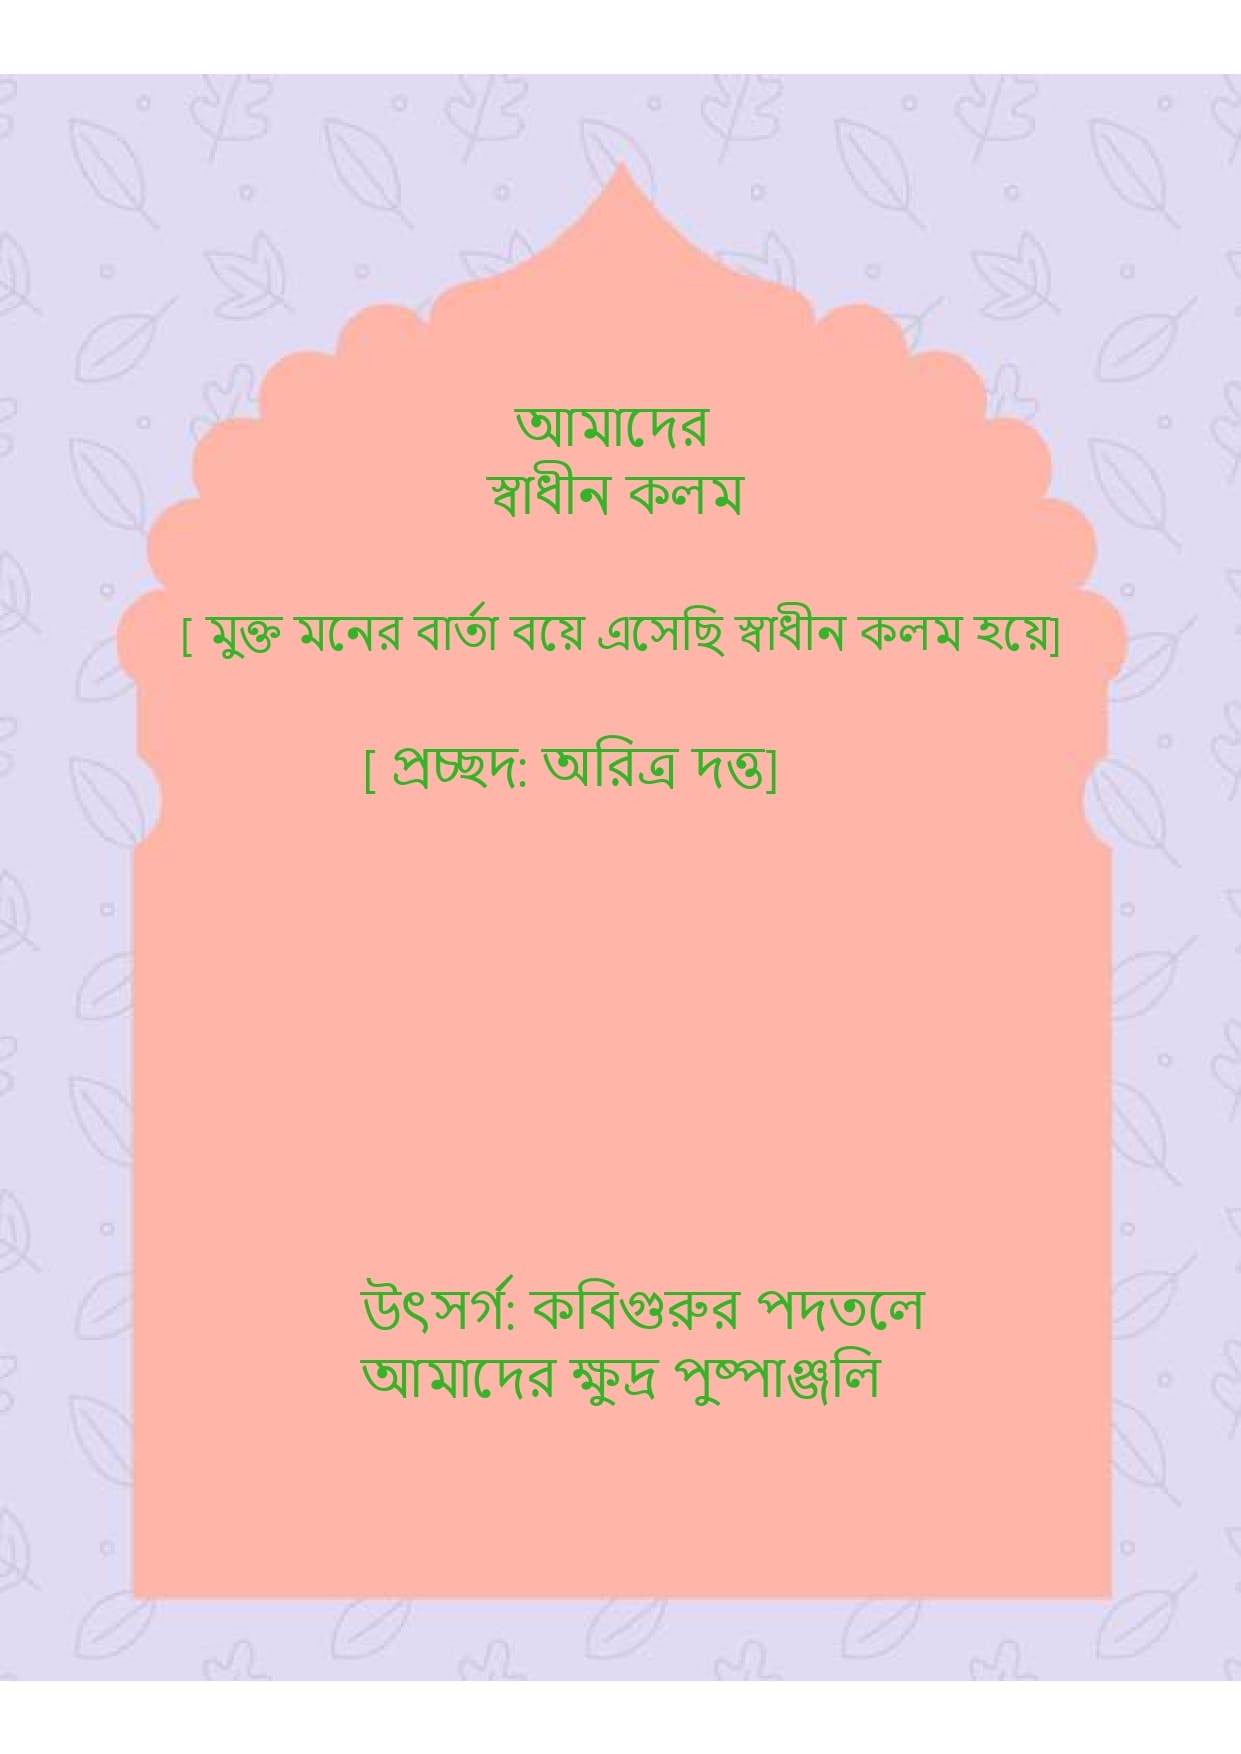 আমাদের
স্বাধীন কলম
[ মুক্ত মনের বার্তা বয়ে এসেছি স্বাধীন কলম হয়ে]
[ প্রচ্ছদ: অরিত্র দত্ত]
উৎসর্গ: কবিগুরুর পদতলে
আমাদের ক্ষুদ্র পুষ্পাঞ্জলি